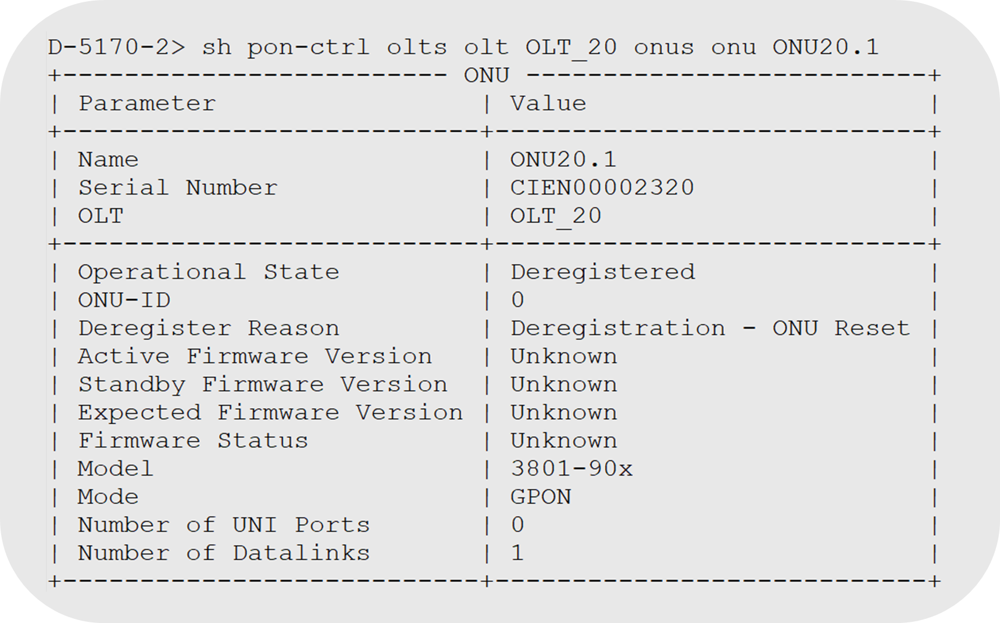 D-5170-2> sh pon-ctrl olts olt OLT_20 onus onu ONU20.1
+------------------------- ONU --------------------------+
| Parameter                 | Value                      |
+---------------------------+----------------------------+
| Name                      | ONU20.1                    |
| Serial Number             | CIEN00002320               |
| OLT                       | OLT_20                     |
+---------------------------+----------------------------+
| Operational State         | Deregistered               |
| ONU-ID                    | 0                          |
| Deregister Reason         | Deregistration - ONU Reset |
| Active Firmware Version   | Unknown                    |
| Standby Firmware Version  | Unknown                    |
| Expected Firmware Version | Unknown                    |
| Firmware Status           | Unknown                    |
| Model                     | 3801-90x                   |
| Mode                      | GPON                       |
| Number of UNI Ports       | 0                          |
| Number of Datalinks       | 1                          |
+---------------------------+----------------------------+